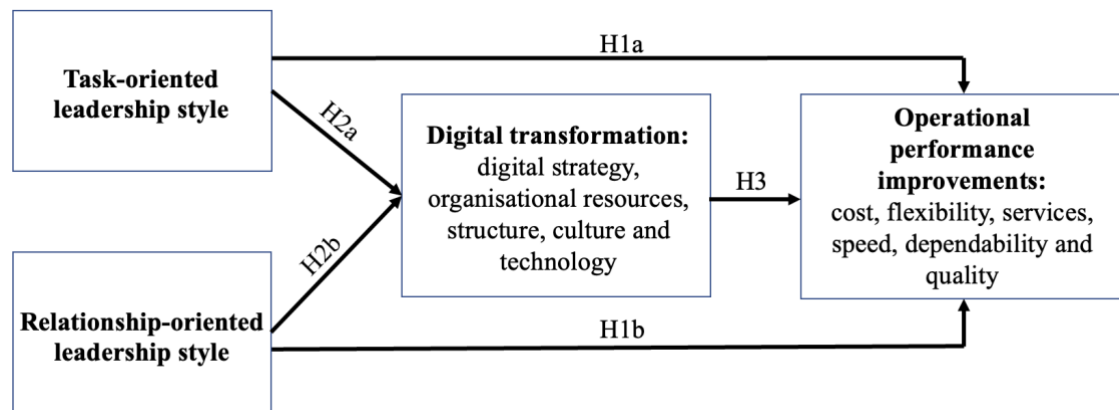 H1a
Task-oriented
leadership style
H2a
Digital transformation:
digital strategy,
organisational resources,
structure, culture and
technology
H3
Operational
performance
improvements:
cost, flexibility, services,
speed, dependability and
quality
H2b
Relationship-oriented
leadership style
H1b